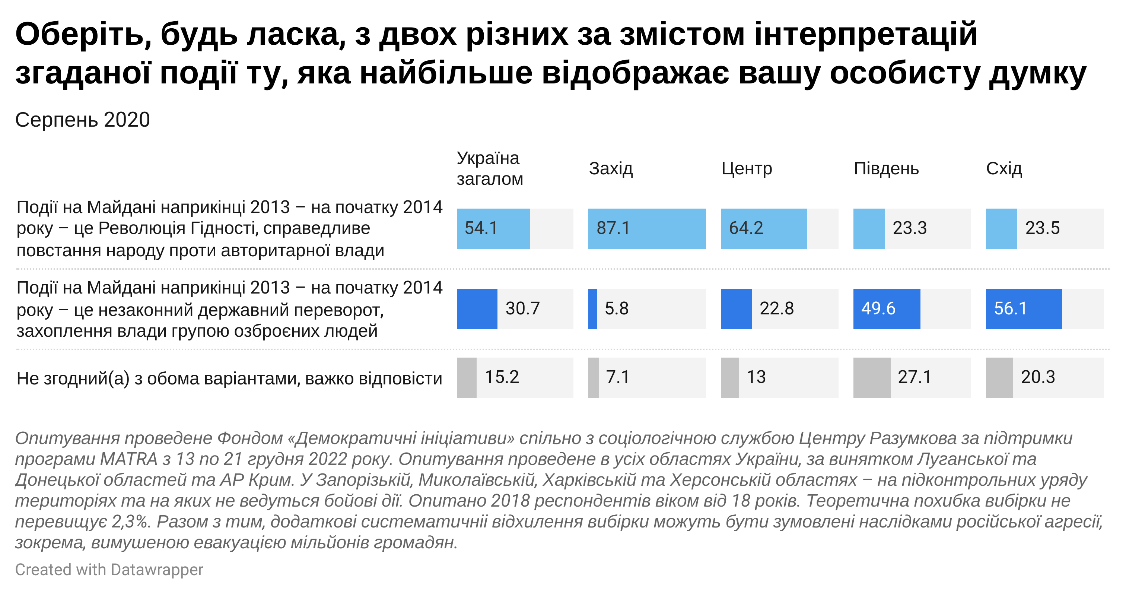 Оберіть, будь ласка, з двох різних за змістом інтерпретацій
згаданої події ту, яка найбільше відображає вашу особисту думку
Серпень 2020
Україна
загалом
Захід
Центр
Південь
Схід
Події на Майдані наприкінці 2013 – на початку 2014
року – це Революція Гідності, справедливе
повстання народу проти авторитарної влади
54.1
87.1
64.2
23.3
23.5
Події на Майдані наприкінці 2013 – на початку 2014
року – це незаконний державний переворот,
захоплення влади групою озброєних людей
30.7
5.8
22.8
49.6
56.1
Не згодний(а) з обома варіантами, важко відповісти
15.2
7.1
13
27.1
20.3
Опитування проведене Фондом «Демократичні ініціативи» спільно з соціологічною службою Центру Разумкова за підтримки
програми MATRA з 13 по 21 грудня 2022 року. Опитування проведене в усіх областях України, за винятком Луганської та
Донецької областей та АР Крим. У Запорізькій, Миколаївській, Харківській та Херсонській областях – на підконтрольних уряду
територіях та на яких не ведуться бойові дії. Опитано 2018 респондентів віком від 18 років. Теоретична похибка вибірки не
перевищує 2,3%. Разом з тим, додаткові систематичніі відхилення вибірки можуть бути зумовлені наслідками російської агресії,
зокрема, вимушеною евакуацією мільйонів громадян.
Created with Datawrapper